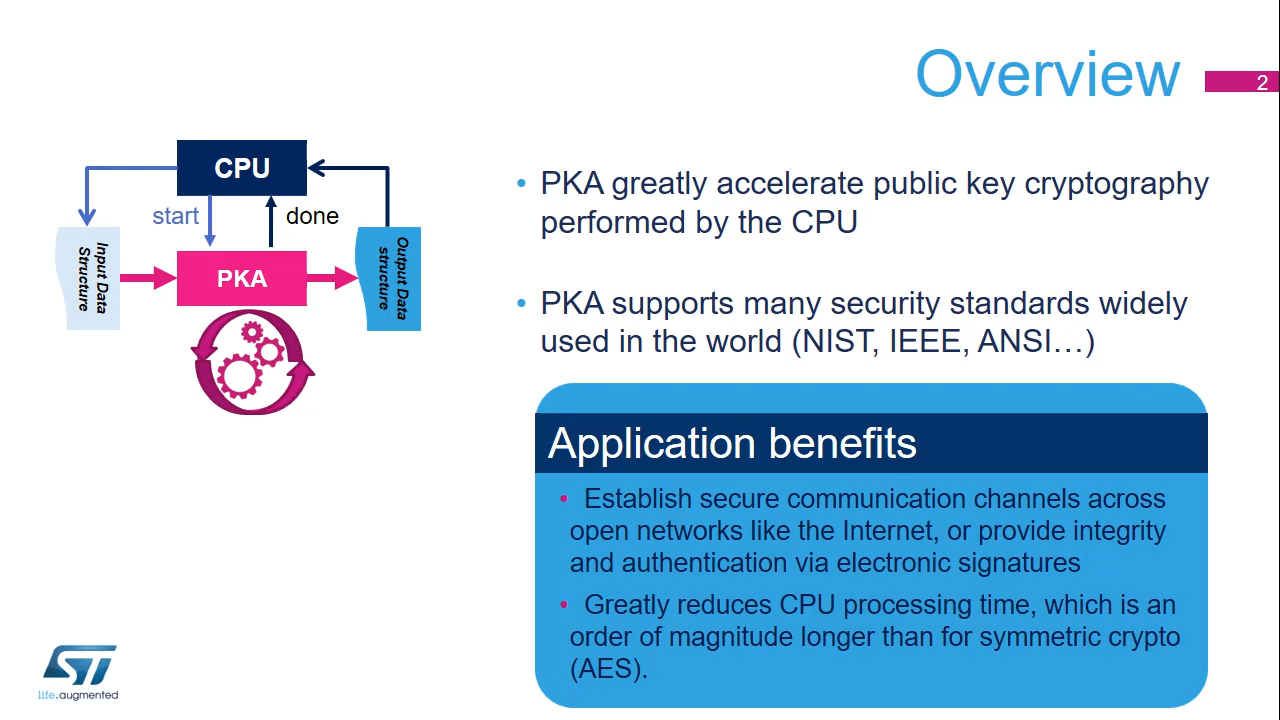 Overview
2
CPU
start
done
Input Data
Structure
PKA
Output Data
structure
• PKA greatly accelerate public key cryptography
performed by the CPU
• PKA supports many security standards widely
used in the world (NIST, IEEE, ANSI…)
Application benefits
• Establish secure communication channels across
open networks like the Internet, or provide integrity
and authentication via electronic signatures
• Greatly reduces CPU processing time, which is an
order of magnitude longer than for symmetric crypto
(AES).
ST
life.augmented